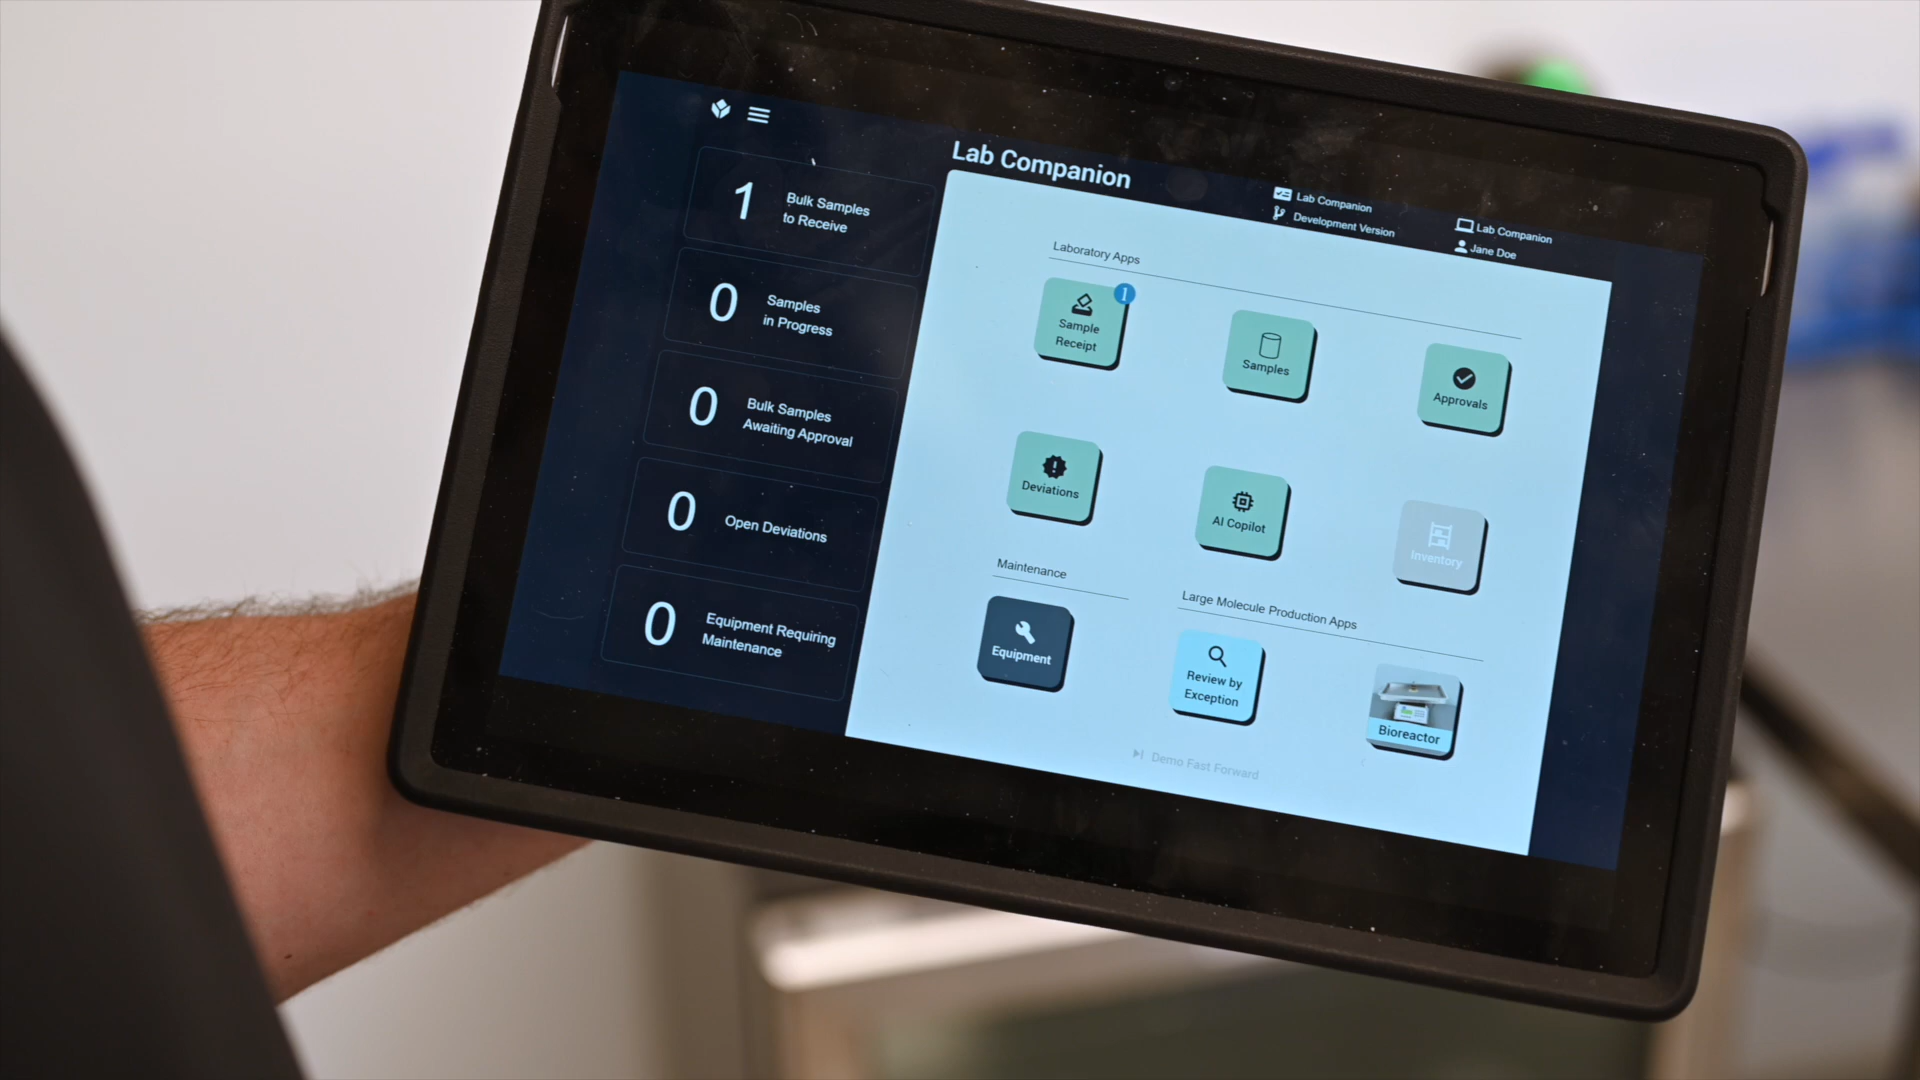 Lab Companion
Lab Companion
Development Version
Lab Companion
Jane Doe
1
Bulk Samples
to Receive
0
Samples
in Progress
0
Bulk Samples
Awaiting Approval
0
Open Deviations
0
Equipment Requiring
Maintenance
Laboratory Apps
1
Sample
Receipt
Samples
Approvals
Deviations
AI Copilot
Inventory
Maintenance
Equipment
Large Molecule Production Apps
Review by
Exception
Bioreactor
Demo Fast Forward